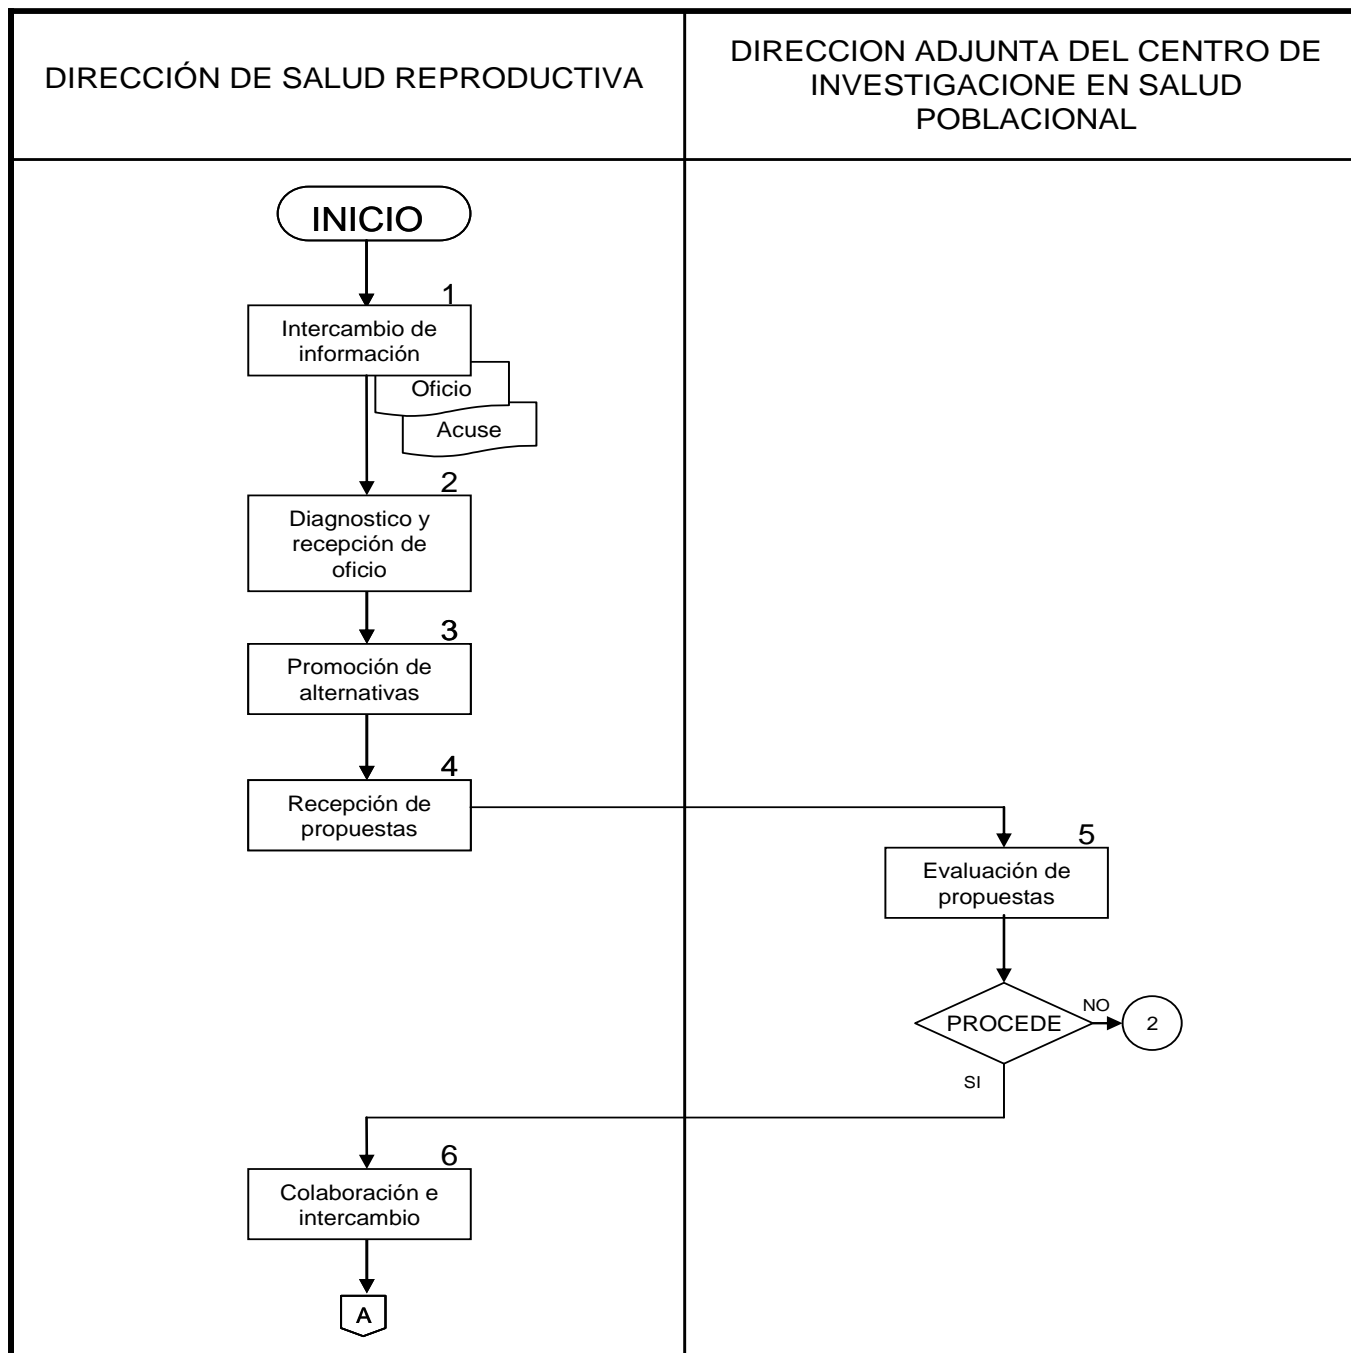 DIRECCIÓN DE SALUD REPRODUCTIVA
DIRECCION ADJUNTA DEL CENTRO DE
INVESTIGACIONE EN SALUD
POBLACIONAL
INICIO
1
Intercambio de
información
Oficio
Acuse
2
Diagnostico y
recepción de
oficio
3
Promoción de
alternativas
4
Recepción de
propuestas
5
Evaluación de
propuestas
PROCEDE
NO
2
SI
6
Colaboración e
intercambio
A